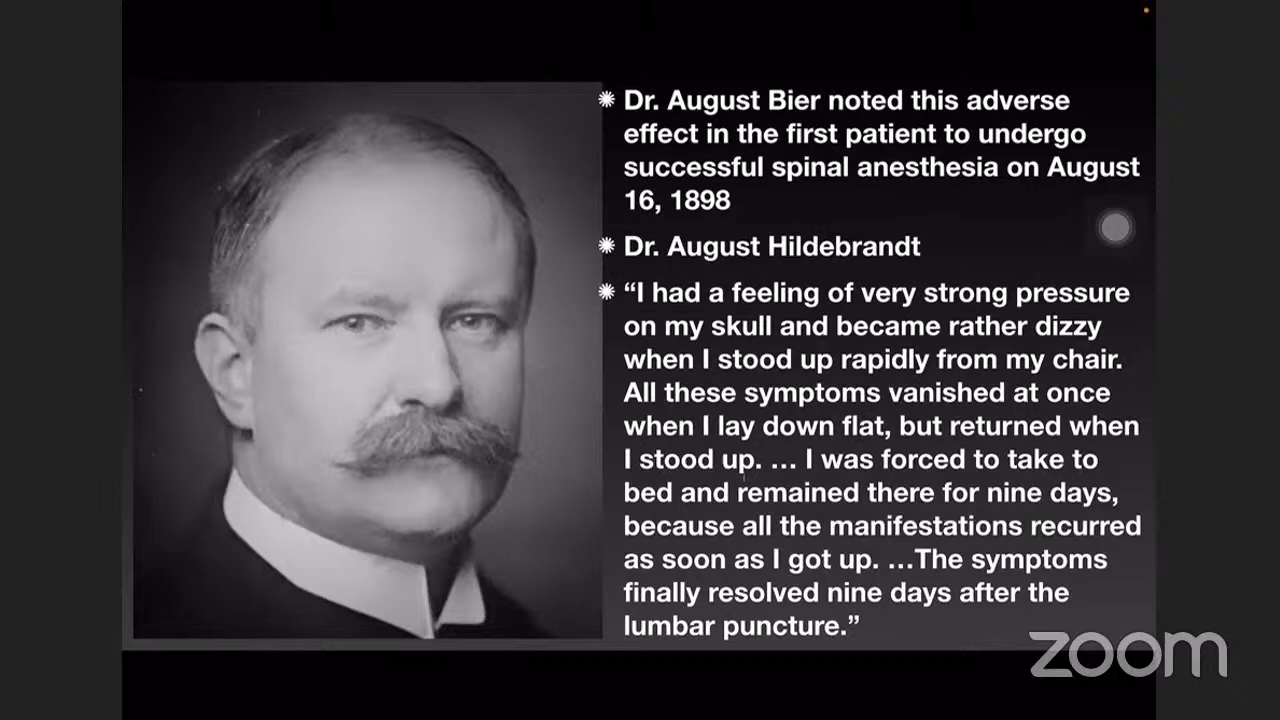 Dr. August Bier noted this adverse
effect in the first patient to undergo
successful spinal anesthesia on August
16, 1898
Dr. August Hildebrandt
“I had a feeling of very strong pressure
on my skull and became rather dizzy
when I stood up rapidly from my chair.
All these symptoms vanished at once
when I lay down flat, but returned when
I stood up. … I was forced to take to
bed and remained there for nine days,
because all the manifestations recurred
as soon as I got up. …The symptoms
finally resolved nine days after the
lumbar puncture.”
zoom